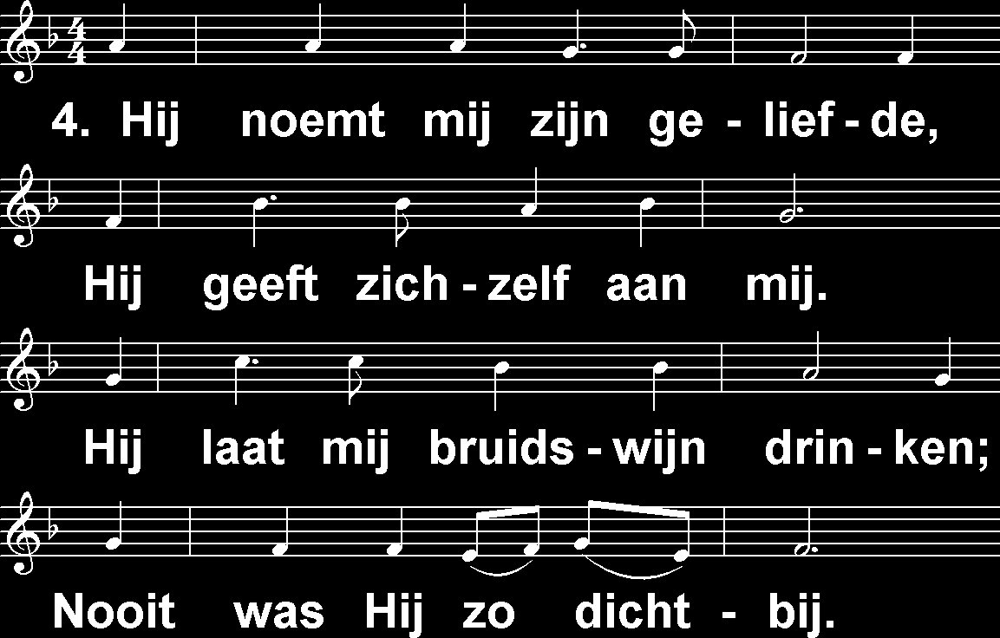 4. Hij noemt mij zijn ge - lief - de,
Hij geeft zich - zelf aan mij.
Hij laat mij bruids - wijn drin - ken;
Nooit was Hij zo dicht - bij.